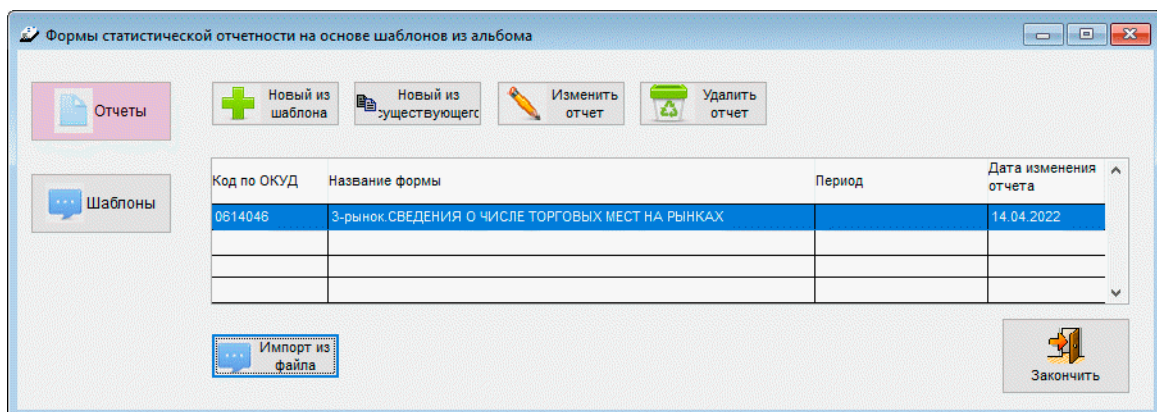 Формы статистической отчетности на основе шаблонов из альбома
Отчеты
Новый из
шаблона
Новый из
существующего
Изменить
отчет
Удалить
отчет
Шаблоны
Код по ОКУД Название формы Период Дата изменения
отчета
0614046 3-рынок.СВЕДЕНИЯ О ЧИСЛЕ ТОРГОВЫХ МЕСТ НА РЫНКАХ 14.04.2022
Импорт из
файла
Закончить